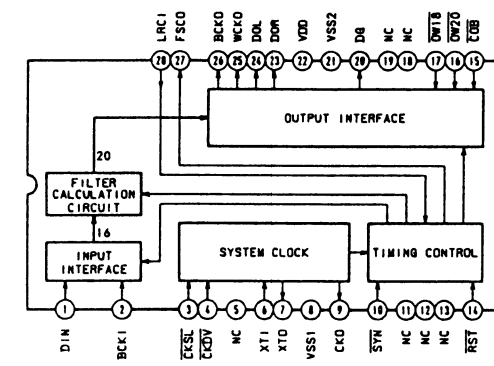 LRCI FSCO BCKO WCKO DOL DOR VDD VSS2 DG NC NC OW18 OW20 COB
28 27 26 25 24 23 22 21 20 19 18 17 16 15
OUTPUT INTERFACE
20
FILTER
CALCULATION
CIRCUIT
16
INPUT
INTERFACE
SYSTEM CLOCK
TIMING CONTROL
1 2 3 4 5 6 7 8 9 10 11 12 13 14
DIN BCKI CKSL CKDV NC XTI XTO VSS1 CKO SYN NC NC NC RST